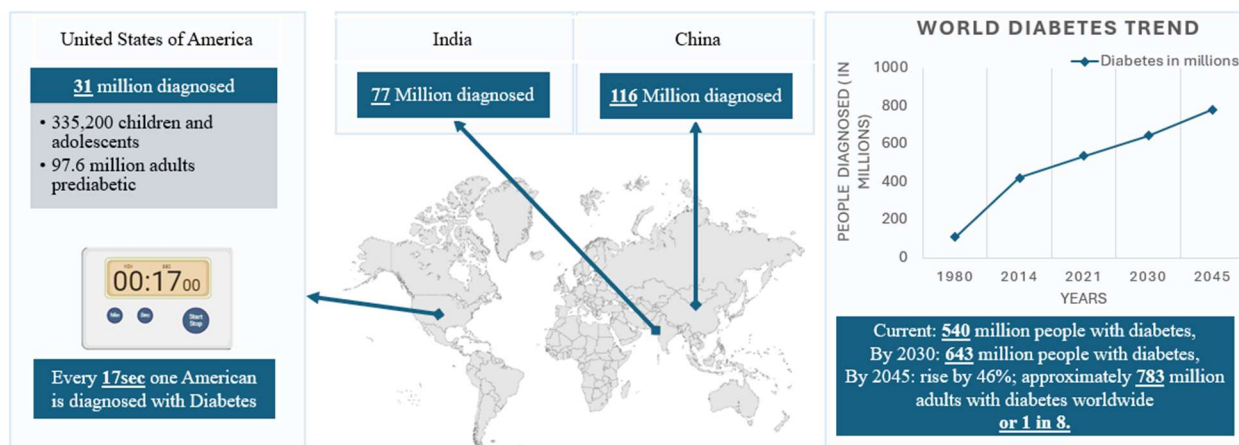 United States of America
31 million diagnosed
• 335,200 children and
adolescents
• 97.6 million adults
prediabetic
00:1700
Min
Sec
Start
Stop
Every 17sec one American
is diagnosed with Diabetes
India
China
77 Million diagnosed
116 Million diagnosed
WORLD DIABETES TREND
Diabetes in millions
PEOPLE DIAGNOSED (IN
MILLIONS)
1000
800
600
400
200
0
1980 2014 2021 2030 2045
YEARS
Current: 540 million people with diabetes,
By 2030: 643 million people with diabetes,
By 2045: rise by 46%; approximately 783 million
adults with diabetes worldwide
or 1 in 8.